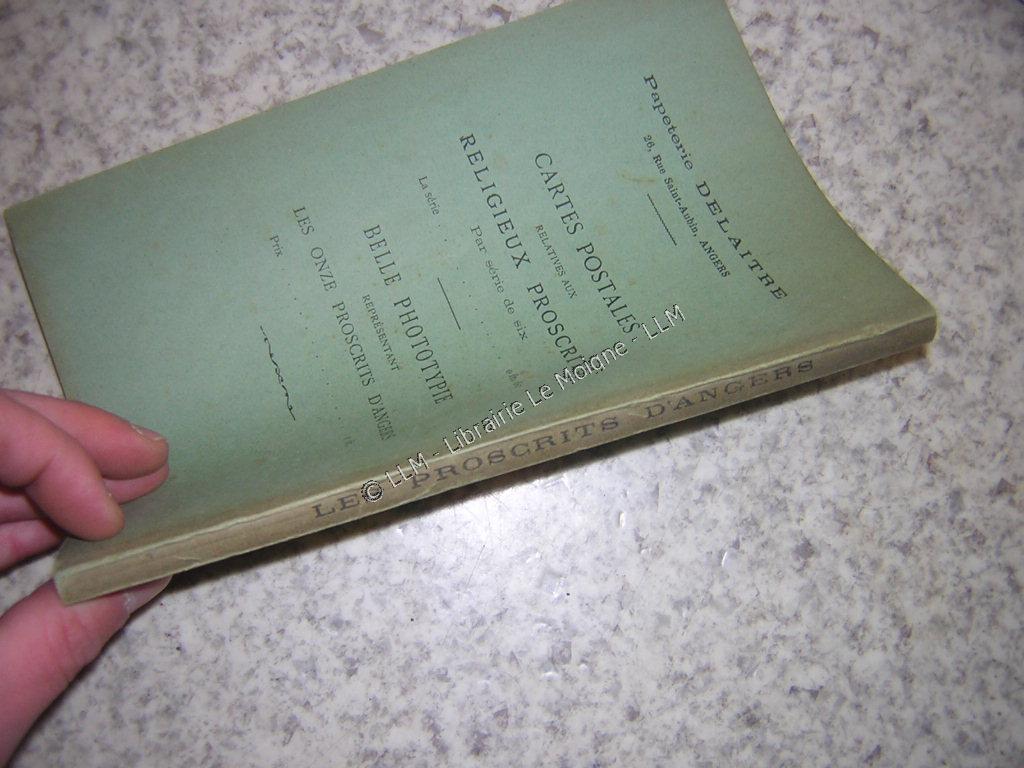 Papeterie DELAITRE
26, Rue Saint-Aubin, ANGERS
CARTES POSTALES
RELATIVES AUX
RELIGIEUX PROSCRITS
Par série de six
La série
BELLE PHOTOTYPIE
REPRÉSENTANT
LES ONZE PROSCRITS D'ANGERS
Prix
LES PROSCRITS D'ANGERS
© LLM - Librairie Le Moigne - LLM